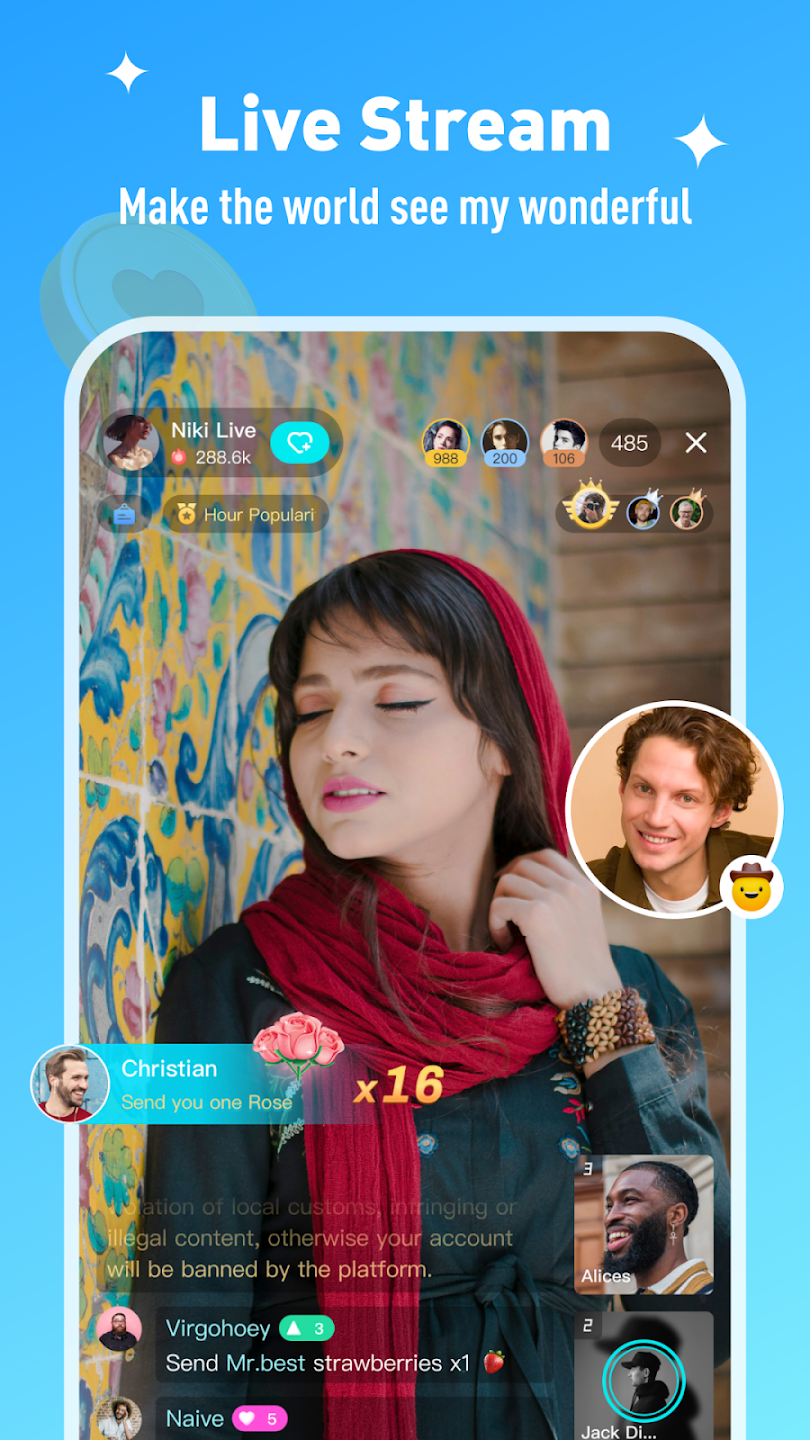 Live Stream
Make the world see my wonderful
Niki Live
288.6k
988
200
106
485
Hour Populari
Christian
Send you one Rose
x16
violation of local customs, infringing or
illegal content, otherwise your account
will be banned by the platform.
3
Alices
Virgohoey 3
Send Mr.best strawberries x1
2
Naive 5
Jack Di...